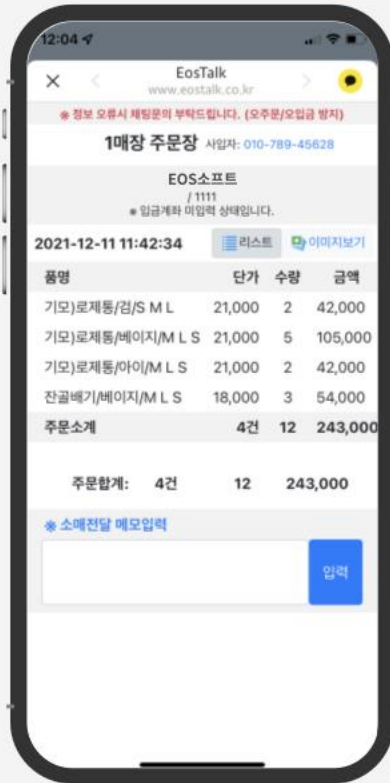 12:04
EosTalk
www.eostalk.co.kr
※ 정보 오류시 채팅문의 부탁드립니다. (오주문/오입금 방지)
1매장 주문장 사입자: 010-789-45628
EOS소프트
/ 1111
※ 입금계좌 미입력 상태입니다.
2021-12-11 11:42:34 리스트 이미지보기
품명 단가 수량 금액
기모)로제통/검/S M L 21,000 2 42,000
기모)로제통/베이지/M L S 21,000 5 105,000
기모)로제통/아이/M L S 21,000 2 42,000
잔골배기/베이지/M L S 18,000 3 54,000
주문소계 4건 12 243,000
주문합계: 4건 12 243,000
※ 소매전달 메모입력
입력